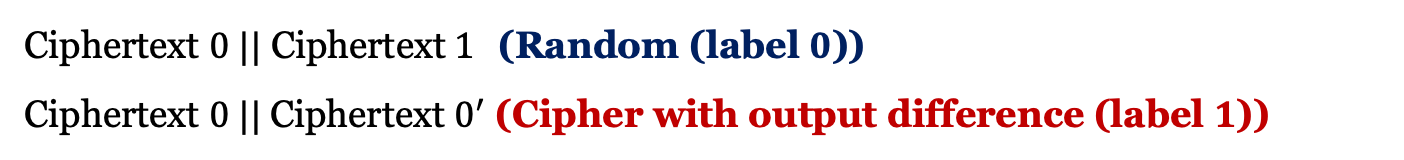 Ciphertext 0 || Ciphertext 1 (Random (label 0))
Ciphertext 0 || Ciphertext 0′ (Cipher with output difference (label 1))